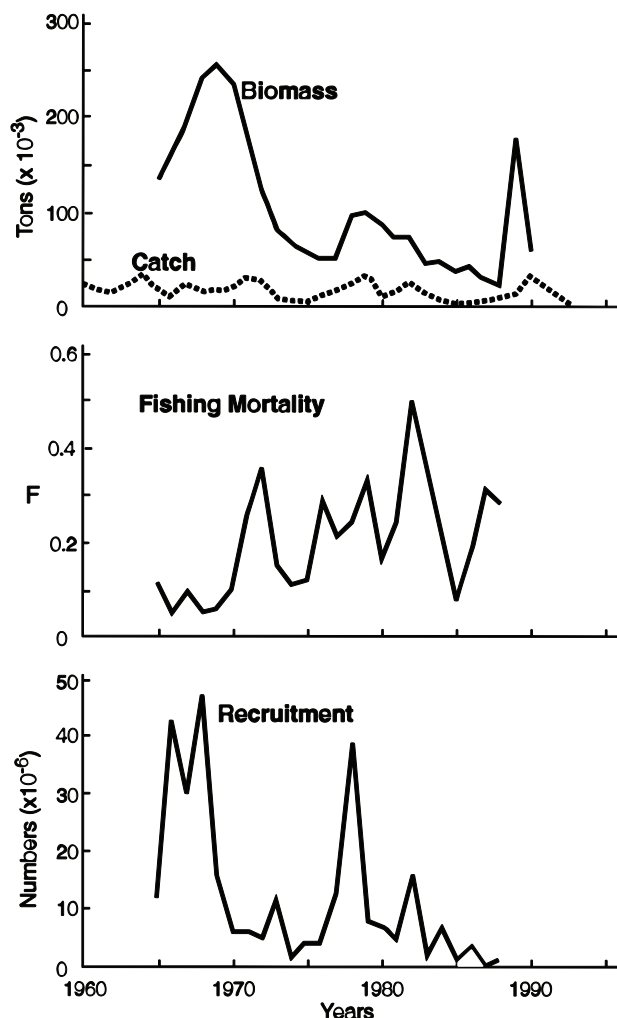 300
Biomass
200
Tons (x 10-3)
100
Catch
0
0.6
Fishing Mortality
0.4
F
0.2
0
50
Recruitment
40
Numbers (x10-6)
30
20
10
0
1960 1970 1980 1990
Years